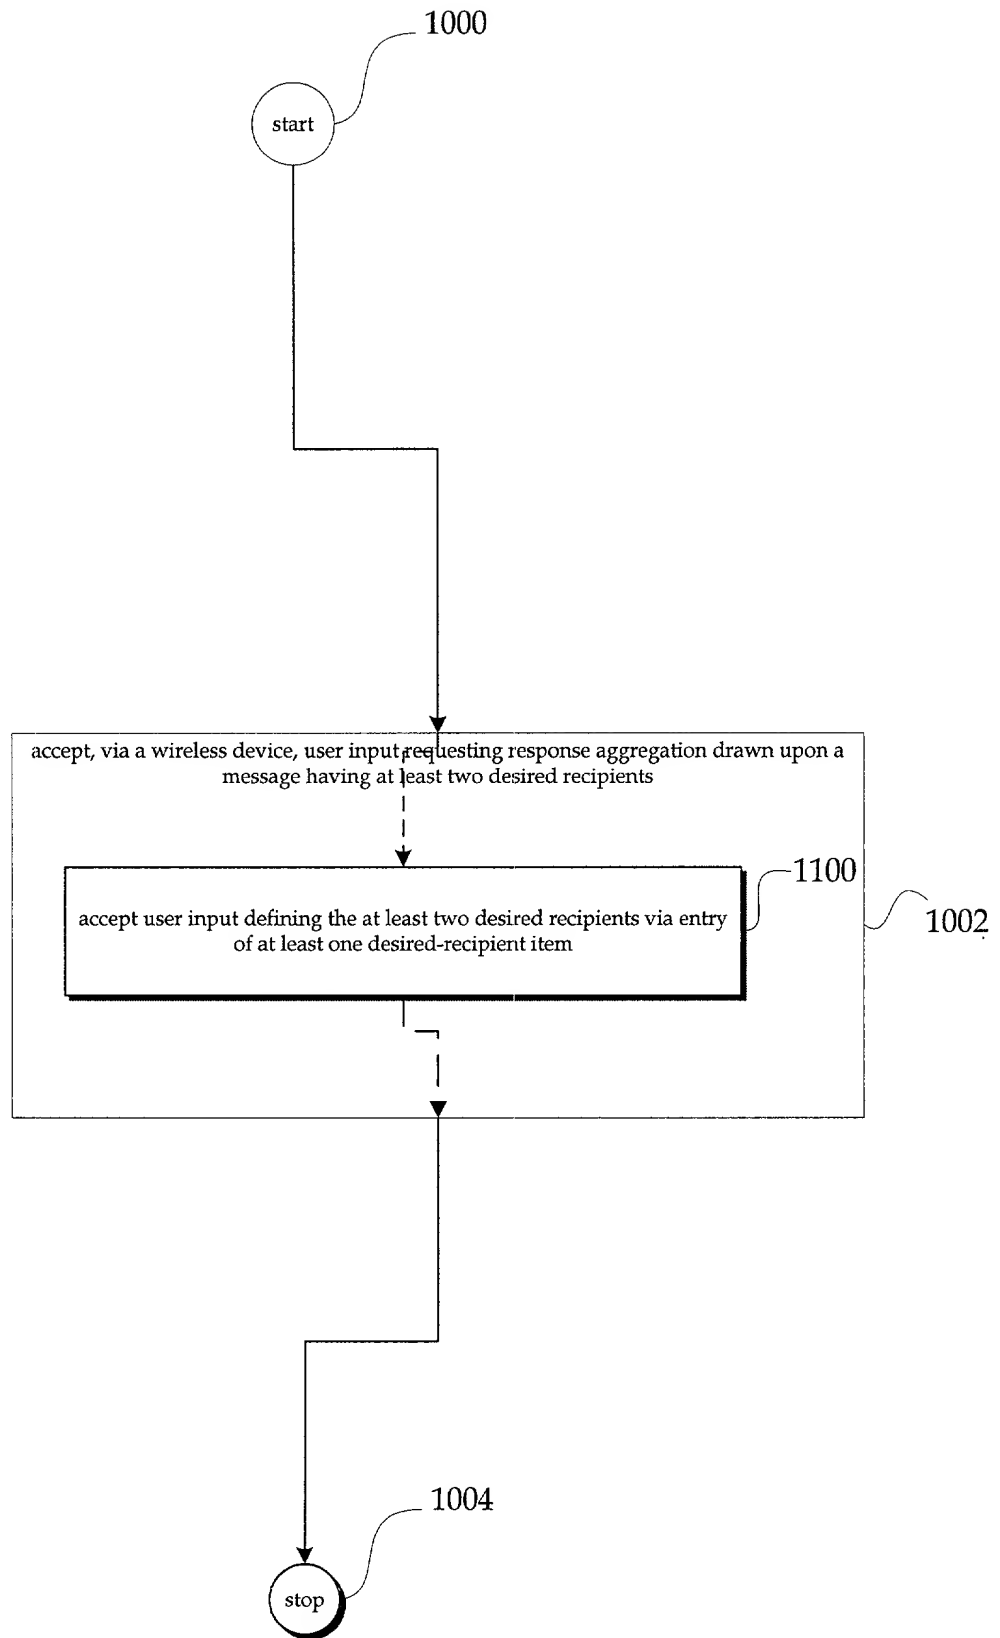 1000
start
accept, via a wireless device, user input requesting response aggregation drawn upon a
message having at least two desired recipients
1100
accept user input defining the at least two desired recipients via entry
of at least one desired-recipient item
1002
1004
stop